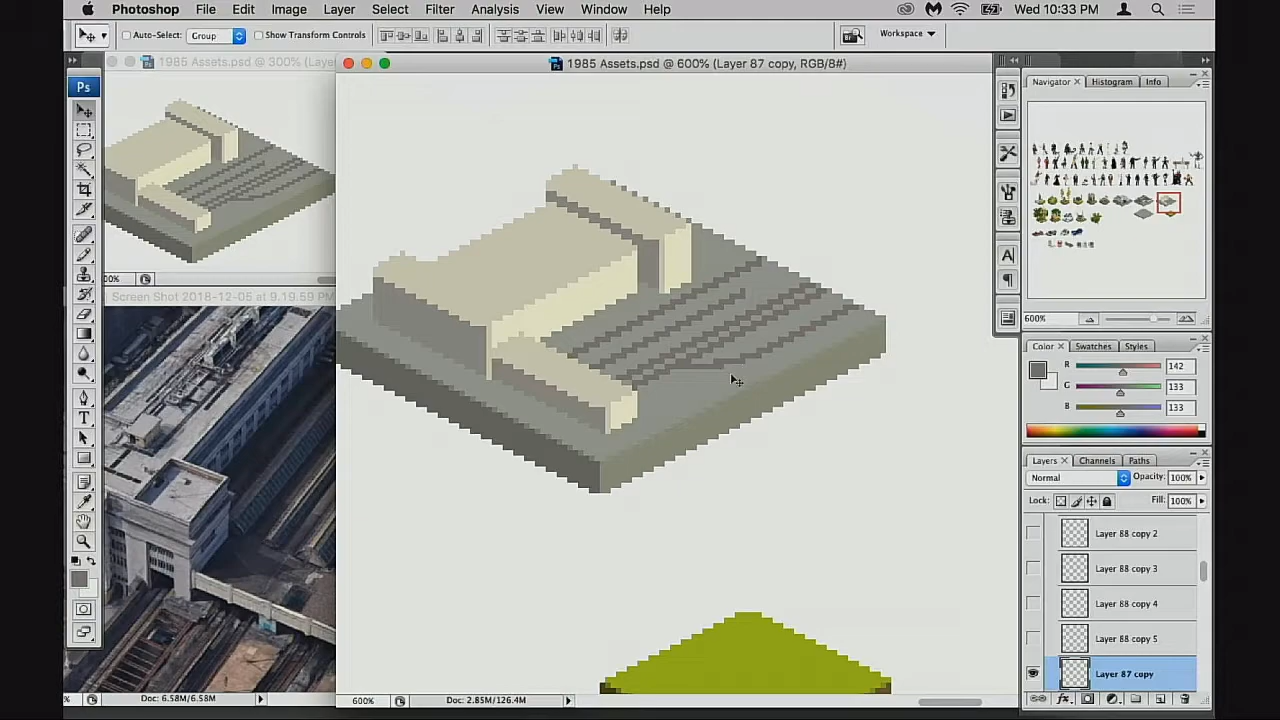 Photoshop File Edit Image Layer Select Filter Analysis View Window Help Wed 10:33 PM
Auto-Select: Group Show Transform Controls Workspace
1985 Assets.psd @ 300% (Layer
1985 Assets.psd @ 600% (Layer 87 copy, RGB/8#)
Ps
Navigator Histogram Info
00%
Screen Shot 2018-12-05 at 9.19.59 PM
600%
Color Swatches Styles
R 142
G 133
B 133
Layers Channels Paths
Normal Opacity: 100%
Lock: Fill: 100%
Layer 88 copy 2
Layer 88 copy 3
Layer 88 copy 4
Layer 88 copy 5
Layer 87 copy
% Doc: 6.58M/6.58M
600% Doc: 2.85M/126.4M